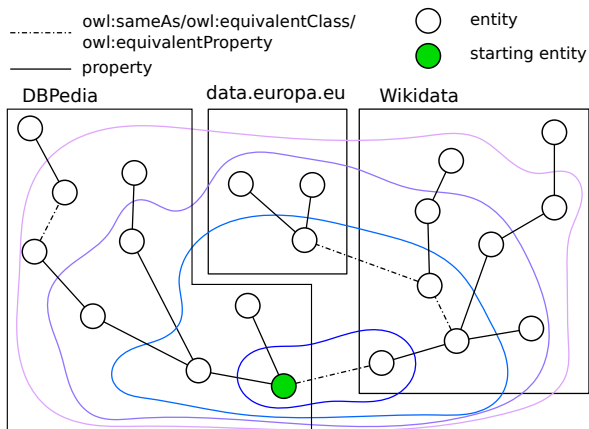 owl:sameAs/owl:equivalentClass/
owl:equivalentProperty
property
entity
starting entity
DBPedia
data.europa.eu
Wikidata